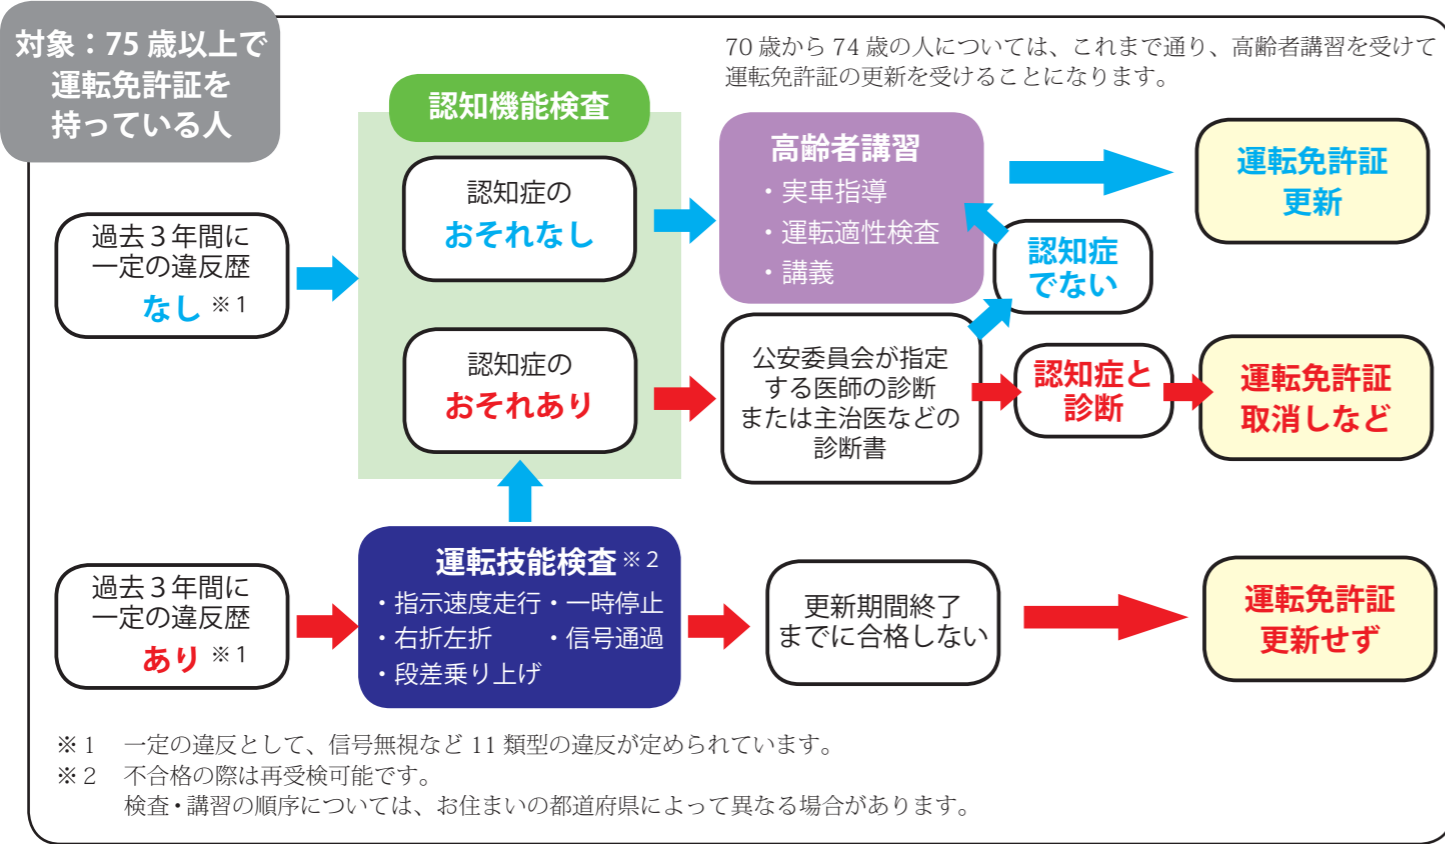 対象：75 歳以上で
運転免許証を
持っている人
70 歳から 74 歳の人については、これまで通り、高齢者講習を受けて
運転免許証の更新を受けることになります。
過去３年間に
一定の違反歴
なし ※１
認知機能検査
認知症の
おそれなし
高齢者講習
・実車指導
・運転適性検査
・講義
運転免許証
更新
認知症
でない
認知症の
おそれあり
公安委員会が指定
する医師の診断
または主治医などの
診断書
認知症と
診断
運転免許証
取消しなど
過去３年間に
一定の違反歴
あり ※１
運転技能検査※２
・指示速度走行・一時停止
・右折左折　・信号通過
・段差乗り上げ
更新期間終了
までに合格しない
運転免許証
更新せず
※１　一定の違反として、信号無視など 11 類型の違反が定められています。
※２　不合格の際は再受検可能です。
検査・講習の順序については、お住まいの都道府県によって異なる場合があります。